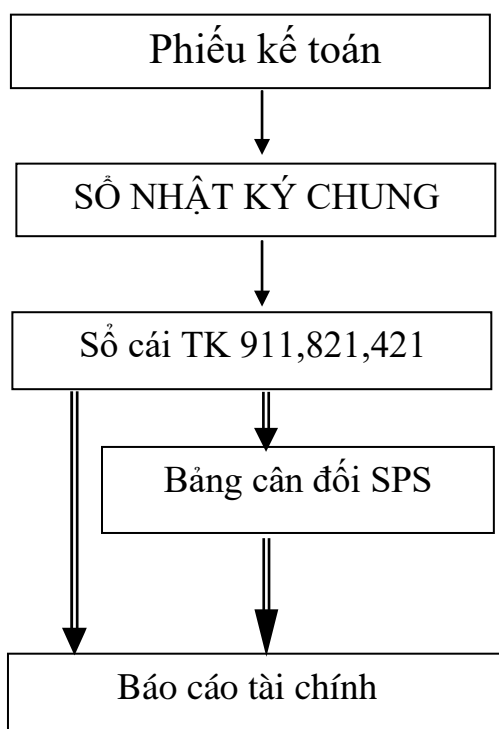 Phiếu kế toán
SỔ NHẬT KÝ CHUNG
Sổ cái TK 911,821,421
Bảng cân đối SPS
Báo cáo tài chính